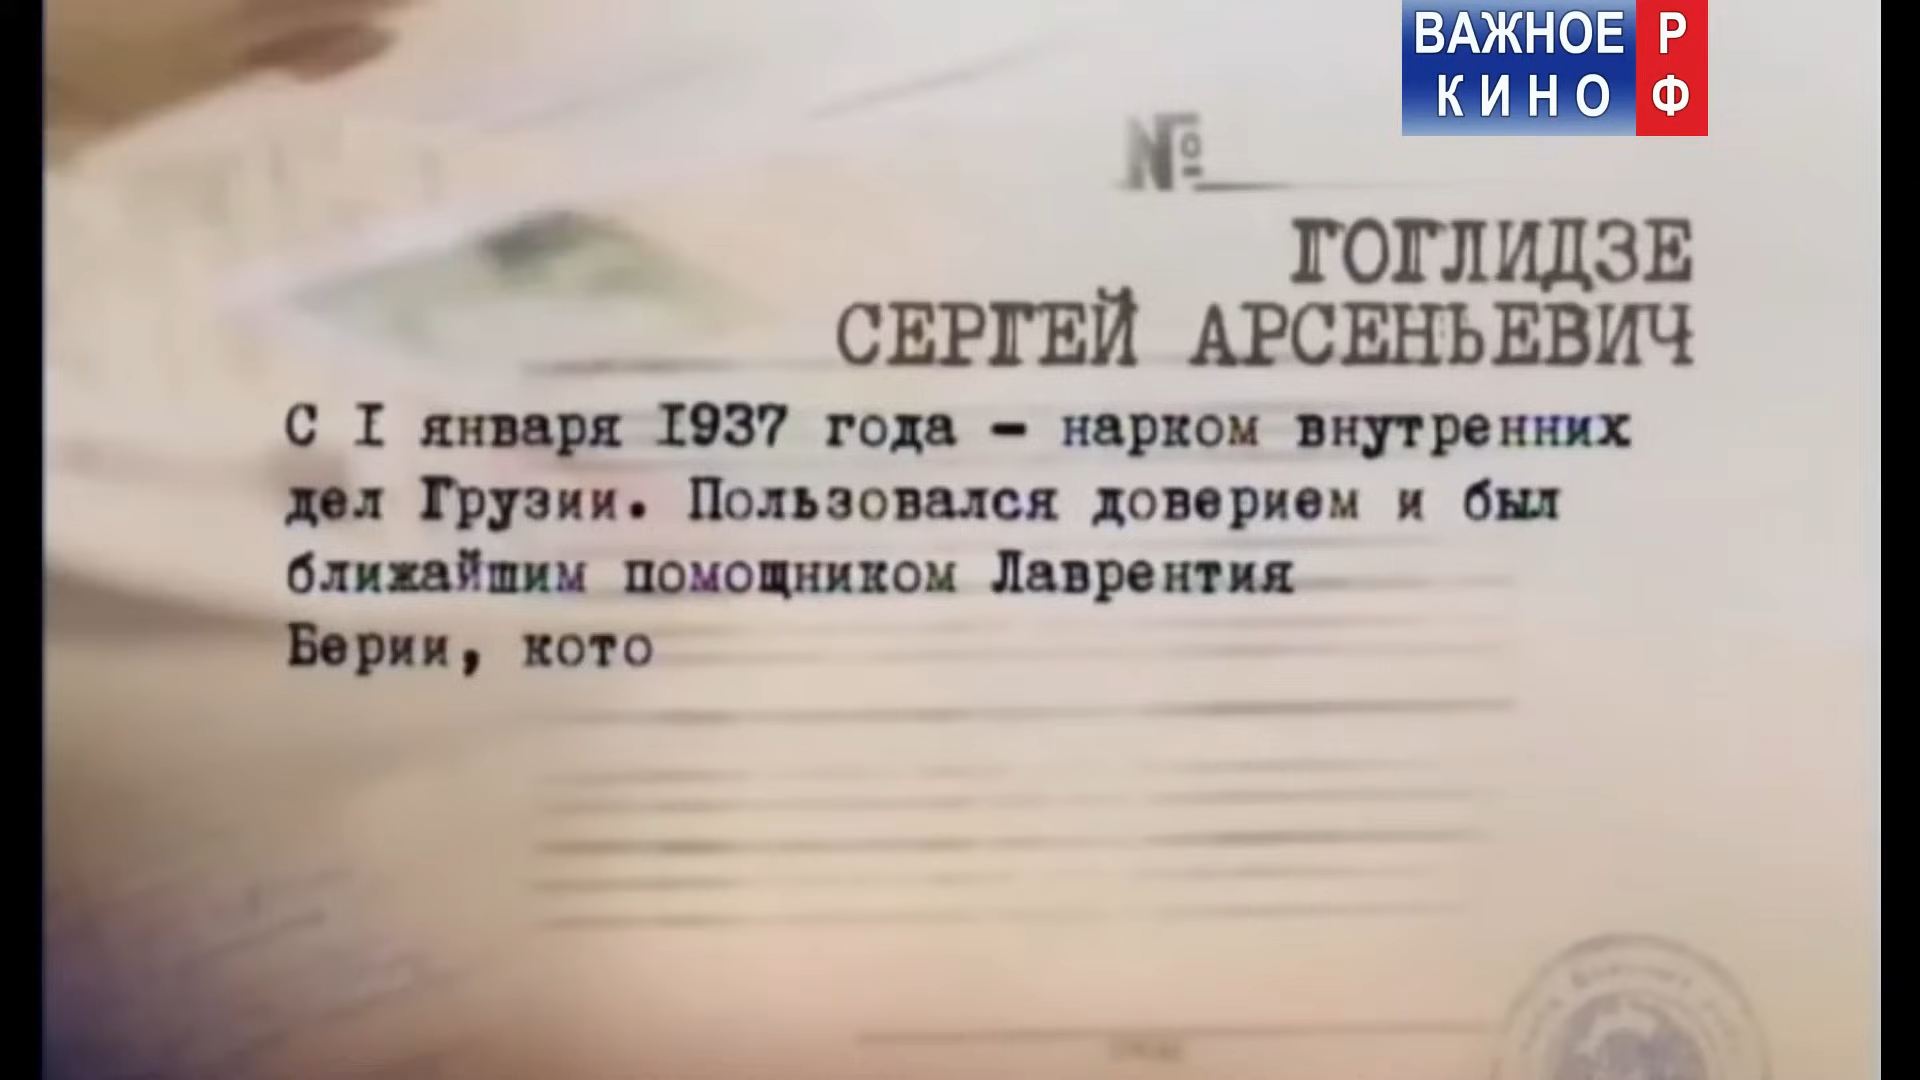 ВАЖНОЕ РФ
КИНО
№
ГОГЛИДЗЕ
СЕРГЕЙ АРСЕНЬЕВИЧ
С I января 1937 года - нарком внутренних
дел Грузии. Пользовался доверием и был
ближайшим помощником Лаврентия
Берии, кото